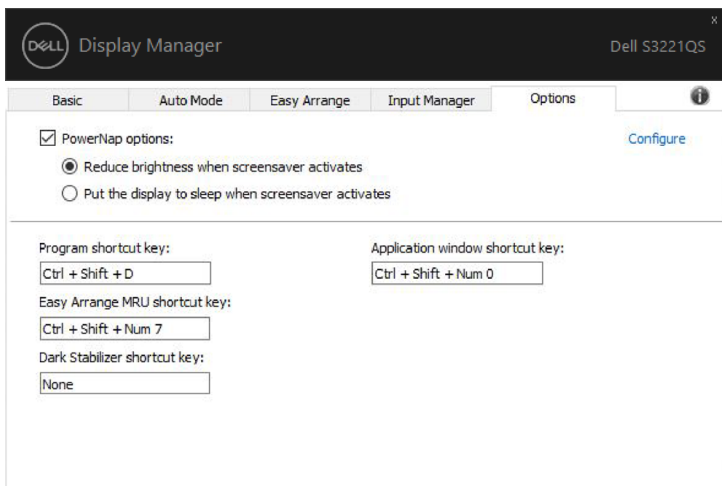 x
DELL Display Manager
Dell S3221QS
Basic
Auto Mode
Easy Arrange
Input Manager
Options
i
PowerNap options:
Configure
Reduce brightness when screensaver activates
Put the display to sleep when screensaver activates
Program shortcut key:
Ctrl + Shift + D
Application window shortcut key:
Ctrl + Shift + Num 0
Easy Arrange MRU shortcut key:
Ctrl + Shift + Num 7
Dark Stabilizer shortcut key:
None